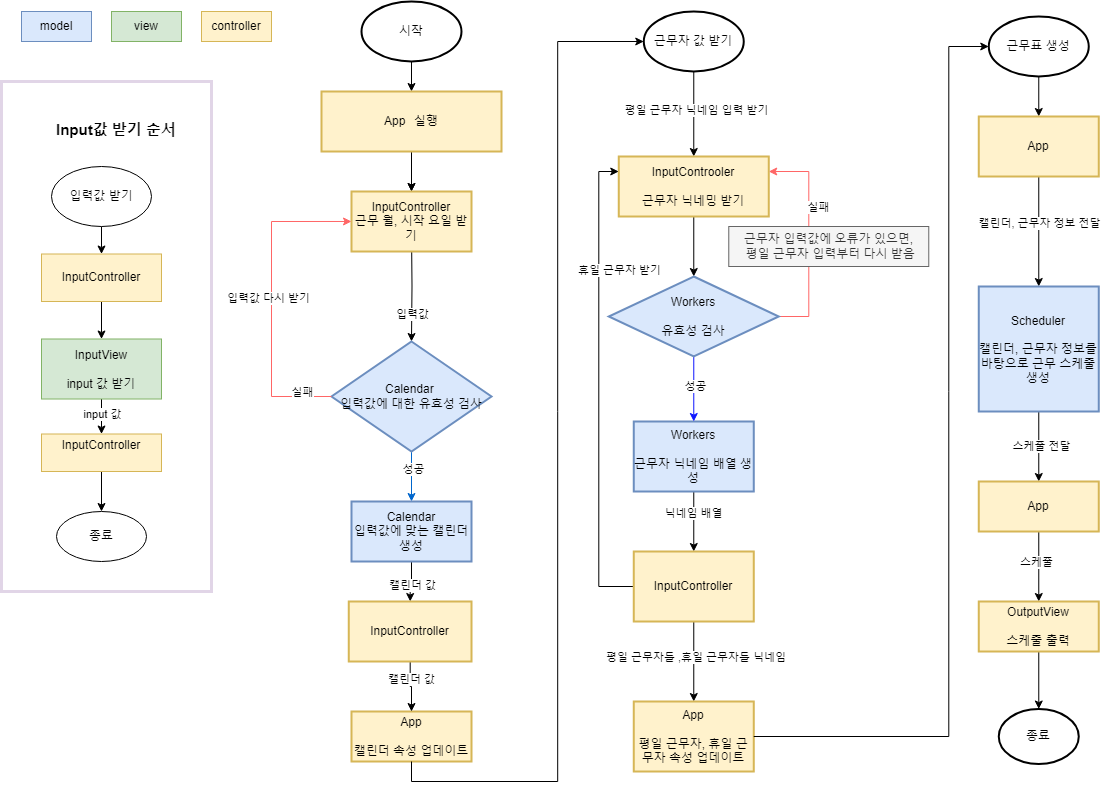 model
view
controller
Input값 받기 순서
입력값 받기
InputController
InputView
input 값 받기
input 값
InputController
종료
시작
App 실행
InputController
근무 월, 시작 요일 받
기
입력값 다시 받기
입력값
실패
Calendar
입력값에 대한 유효성 검사
성공
Calendar
입력값에 맞는 캘린더
생성
캘린더 값
InputController
캘린더 값
App
캘린더 속성 업데이트
근무자 값 받기
평일 근무자 닉네임 입력 받기
InputControoler
근무자 닉네밍 받기
실패
근무자 입력값에 오류가 있으면,
평일 근무자 입력부터 다시 받음
휴일 근무자 받기
Workers
유효성 검사
성공
Workers
근무자 닉네임 배열 생
성
닉네임 배열
InputController
평일 근무자들 ,휴일 근무자들 닉네임
App
평일 근무자, 휴일 근
무자 속성 업데이트
근무표 생성
App
캘린더, 근무자 정보 전달
Scheduler
캘린더, 근무자 정보를
바탕으로 근무 스케줄
생성
스케줄 전달
App
스케줄
OutputView
스케줄 출력
종료